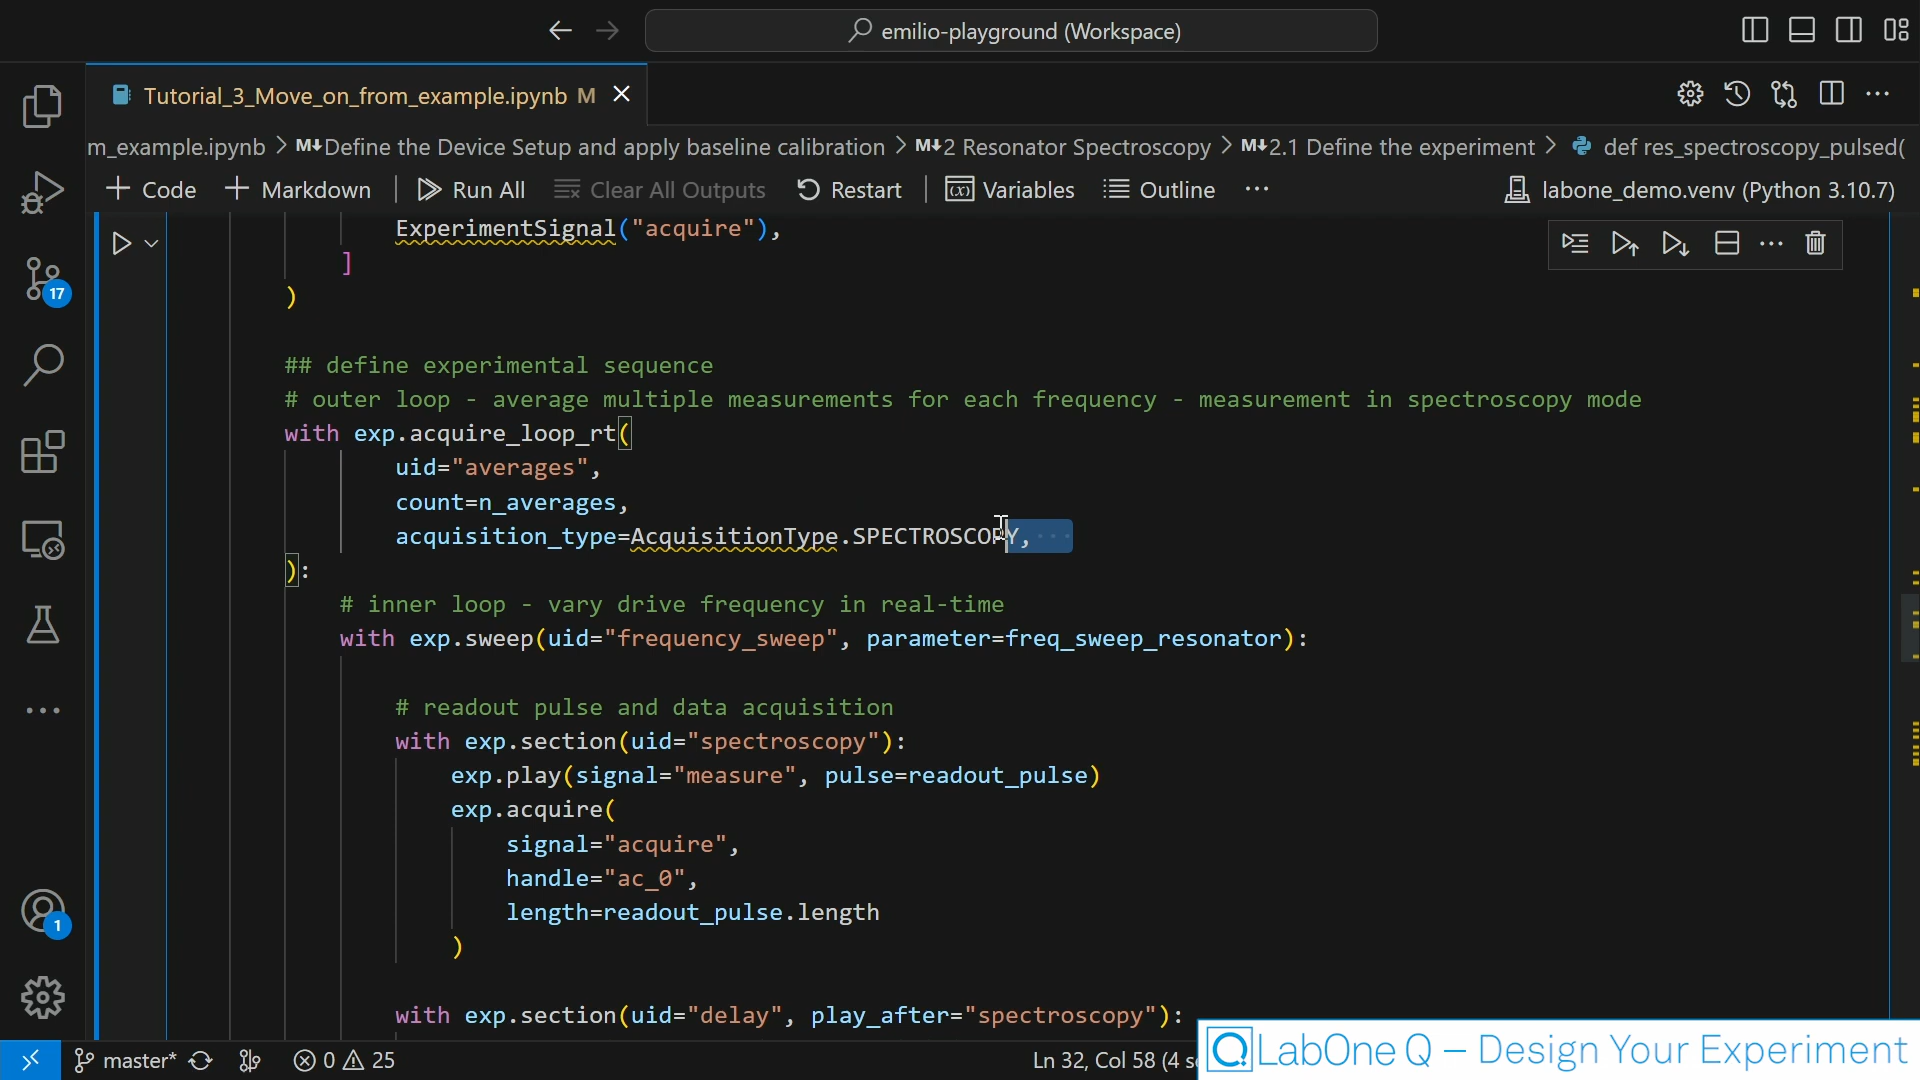 emilio-playground (Workspace)
Tutorial_3_Move_on_from_example.ipynb M
m_example.ipynb > M↓Define the Device Setup and apply baseline calibration > M↓2 Resonator Spectroscopy > M↓2.1 Define the experiment > def res_spectroscopy_pulsed(
+ Code + Markdown | Run All Clear All Outputs Restart | (x) Variables Outline ··· labone_demo.venv (Python 3.10.7)
ExperimentSignal("acquire"),
]
)
## define experimental sequence
# outer loop - average multiple measurements for each frequency - measurement in spectroscopy mode
with exp.acquire_loop_rt(
uid="averages",
count=n_averages,
acquisition_type=AcquisitionType.SPECTROSCOPY,
):
# inner loop - vary drive frequency in real-time
with exp.sweep(uid="frequency_sweep", parameter=freq_sweep_resonator):
# readout pulse and data acquisition
with exp.section(uid="spectroscopy"):
exp.play(signal="measure", pulse=readout_pulse)
exp.acquire(
signal="acquire",
handle="ac_0",
length=readout_pulse.length
)
with exp.section(uid="delay", play_after="spectroscopy"):
17
1
master* 0 25 Ln 32, Col 58 (4 s
LabOne Q – Design Your Experiment